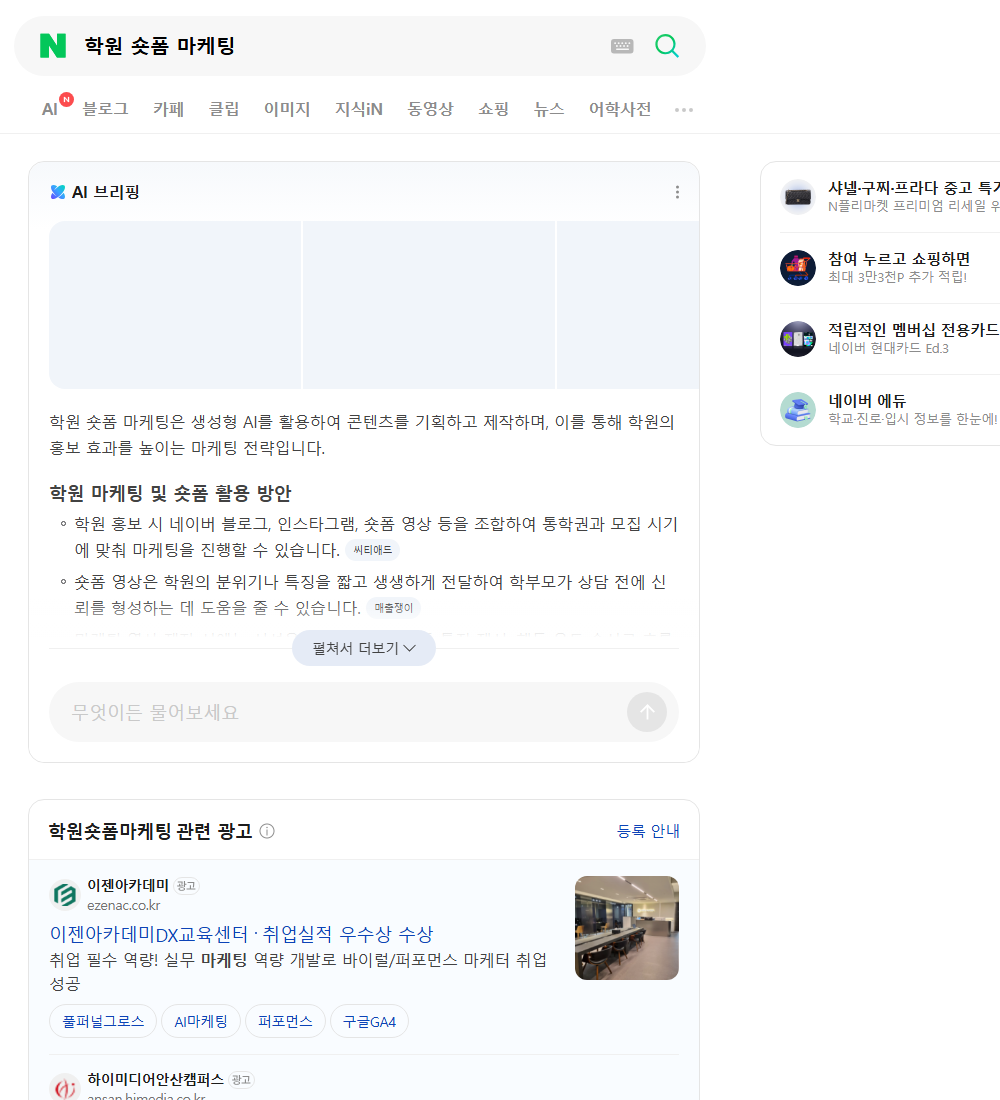 학원 숏폼 마케팅
AI N 블로그 카페 클립 이미지 지식iN 동영상 쇼핑 뉴스 어학사전
AI 브리핑
학원 숏폼 마케팅은 생성형 AI를 활용하여 콘텐츠를 기획하고 제작하며, 이를 통해 학원의
홍보 효과를 높이는 마케팅 전략입니다.
학원 마케팅 및 숏폼 활용 방안
학원 홍보 시 네이버 블로그, 인스타그램, 숏폼 영상 등을 조합하여 통학권과 모집 시기
에 맞춰 마케팅을 진행할 수 있습니다. 씨티애드
숏폼 영상은 학원의 분위기나 특징을 짧고 생생하게 전달하여 학부모가 상담 전에 신
뢰를 형성하는 데 도움을 줄 수 있습니다. 매출쟁이
펼쳐서 더보기
무엇이든 물어보세요
학원숏폼마케팅 관련 광고
등록 안내
이젠아카데미 광고
ezenac.co.kr
이젠아카데미DX교육센터 · 취업실적 우수상 수상
취업 필수 역량! 실무 마케팅 역량 개발로 바이럴/퍼포먼스 마케터 취업
성공
풀퍼널그로스 AI마케팅 퍼포먼스 구글GA4
하이미디어안산캠퍼스 광고
ansan.himedia.co.kr
샤넬·구찌·프라다 중고 특가
N플리마켓 프리미엄 리세일
참여 누르고 쇼핑하면
최대 3만3천P 추가 적립!
적립적인 멤버십 전용카드
네이버 현대카드 Ed.3
네이버 에듀
학교·진로·입시 정보를 한눈에!